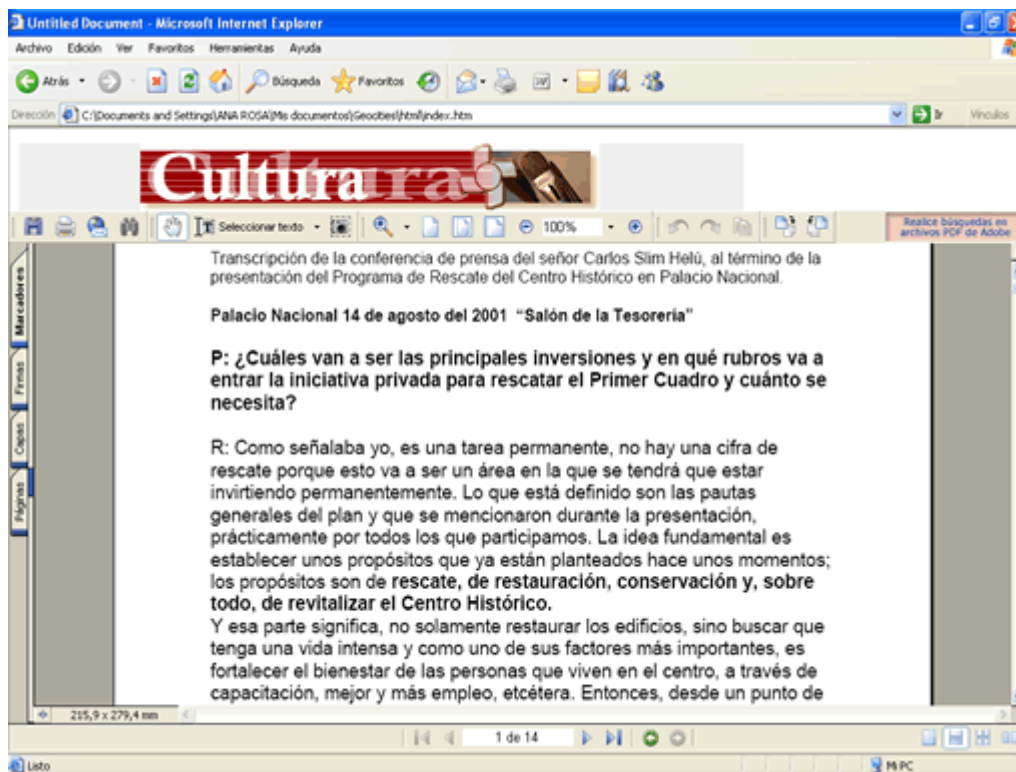 Untitled Document - Microsoft Internet Explorer
Archivo Edición Ver Favoritos Herramientas Ayuda
Atrás Búsqueda Favoritos
Dirección C:\Documents and Settings\ANA ROSA\Mis documentos\Geocities\html\index.htm Ir Vínculos
Cultura
Seleccionar texto 100% Realice búsquedas en
archivos PDF de Adobe
Marcadores
Firmas
Capas
Páginas
Transcripción de la conferencia de prensa del señor Carlos Slim Helú, al término de la
presentación del Programa de Rescate del Centro Histórico en Palacio Nacional.
Palacio Nacional 14 de agosto del 2001 “Salón de la Tesorería”
P: ¿Cuáles van a ser las principales inversiones y en qué rubros va a
entrar la iniciativa privada para rescatar el Primer Cuadro y cuánto se
necesita?
R: Como señalaba yo, es una tarea permanente, no hay una cifra de
rescate porque esto va a ser un área en la que se tendrá que estar
invirtiendo permanentemente. Lo que está definido son las pautas
generales del plan y que se mencionaron durante la presentación,
prácticamente por todos los que participamos. La idea fundamental es
establecer unos propósitos que ya están planteados hace unos momentos;
los propósitos son de rescate, de restauración, conservación y, sobre
todo, de revitalizar el Centro Histórico.
Y esa parte significa, no solamente restaurar los edificios, sino buscar que
tenga una vida intensa y como uno de sus factores más importantes, es
fortalecer el bienestar de las personas que viven en el centro, a través de
capacitación, mejor y más empleo, etcétera. Entonces, desde un punto de
215,9 x 279,4 mm
1 de 14
Listo Mi PC